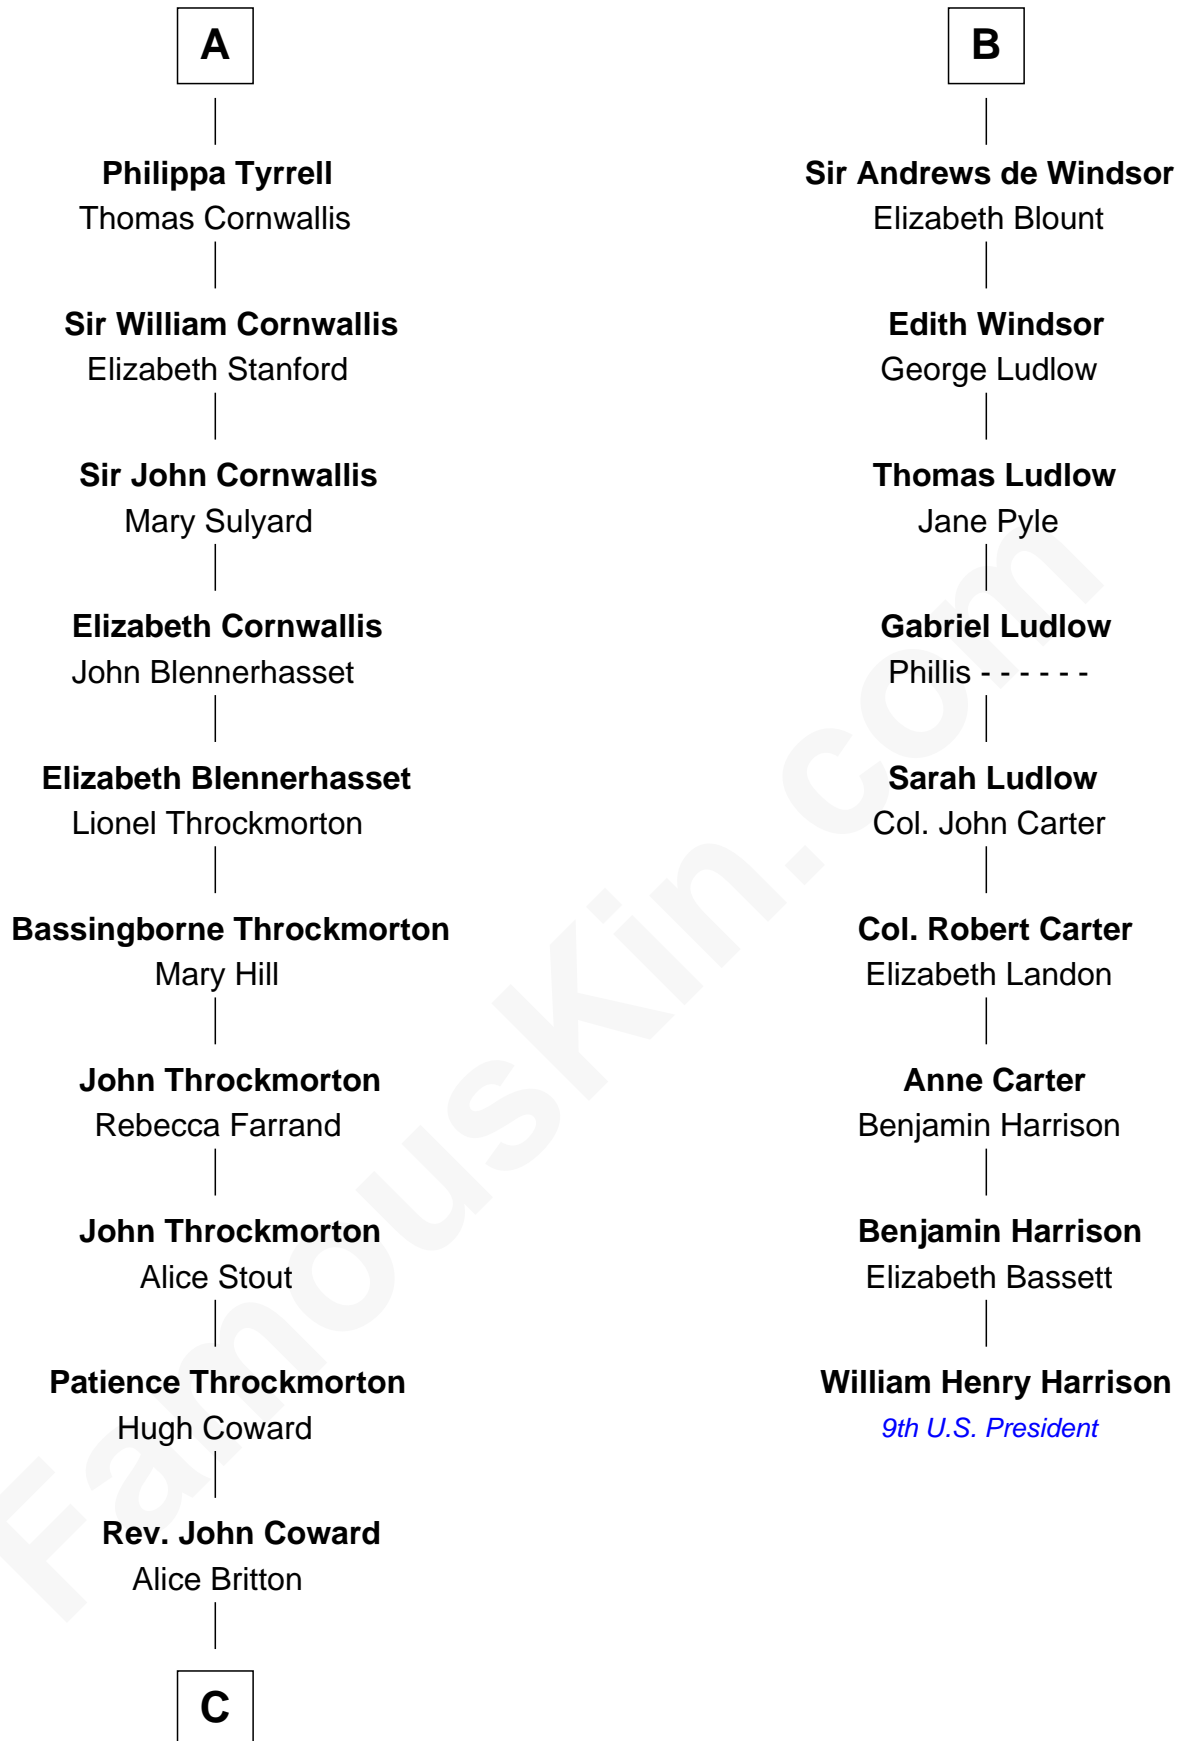 A
Philippa Tyrrell
Thomas Cornwallis
Sir William Cornwallis
Elizabeth Stanford
Sir John Cornwallis
Mary Sulyard
Elizabeth Cornwallis
John Blennerhasset
Elizabeth Blennerhasset
Lionel Throckmorton
Bassingborne Throckmorton
Mary Hill
John Throckmorton
Rebecca Farrand
John Throckmorton
Alice Stout
Patience Throckmorton
Hugh Coward
Rev. John Coward
Alice Britton
C
B
Sir Andrews de Windsor
Elizabeth Blount
Edith Windsor
George Ludlow
Thomas Ludlow
Jane Pyle
Gabriel Ludlow
Phillis - - - - - -
Sarah Ludlow
Col. John Carter
Col. Robert Carter
Elizabeth Landon
Anne Carter
Benjamin Harrison
Benjamin Harrison
Elizabeth Bassett
William Henry Harrison
9th U.S. President
FamousKin.com